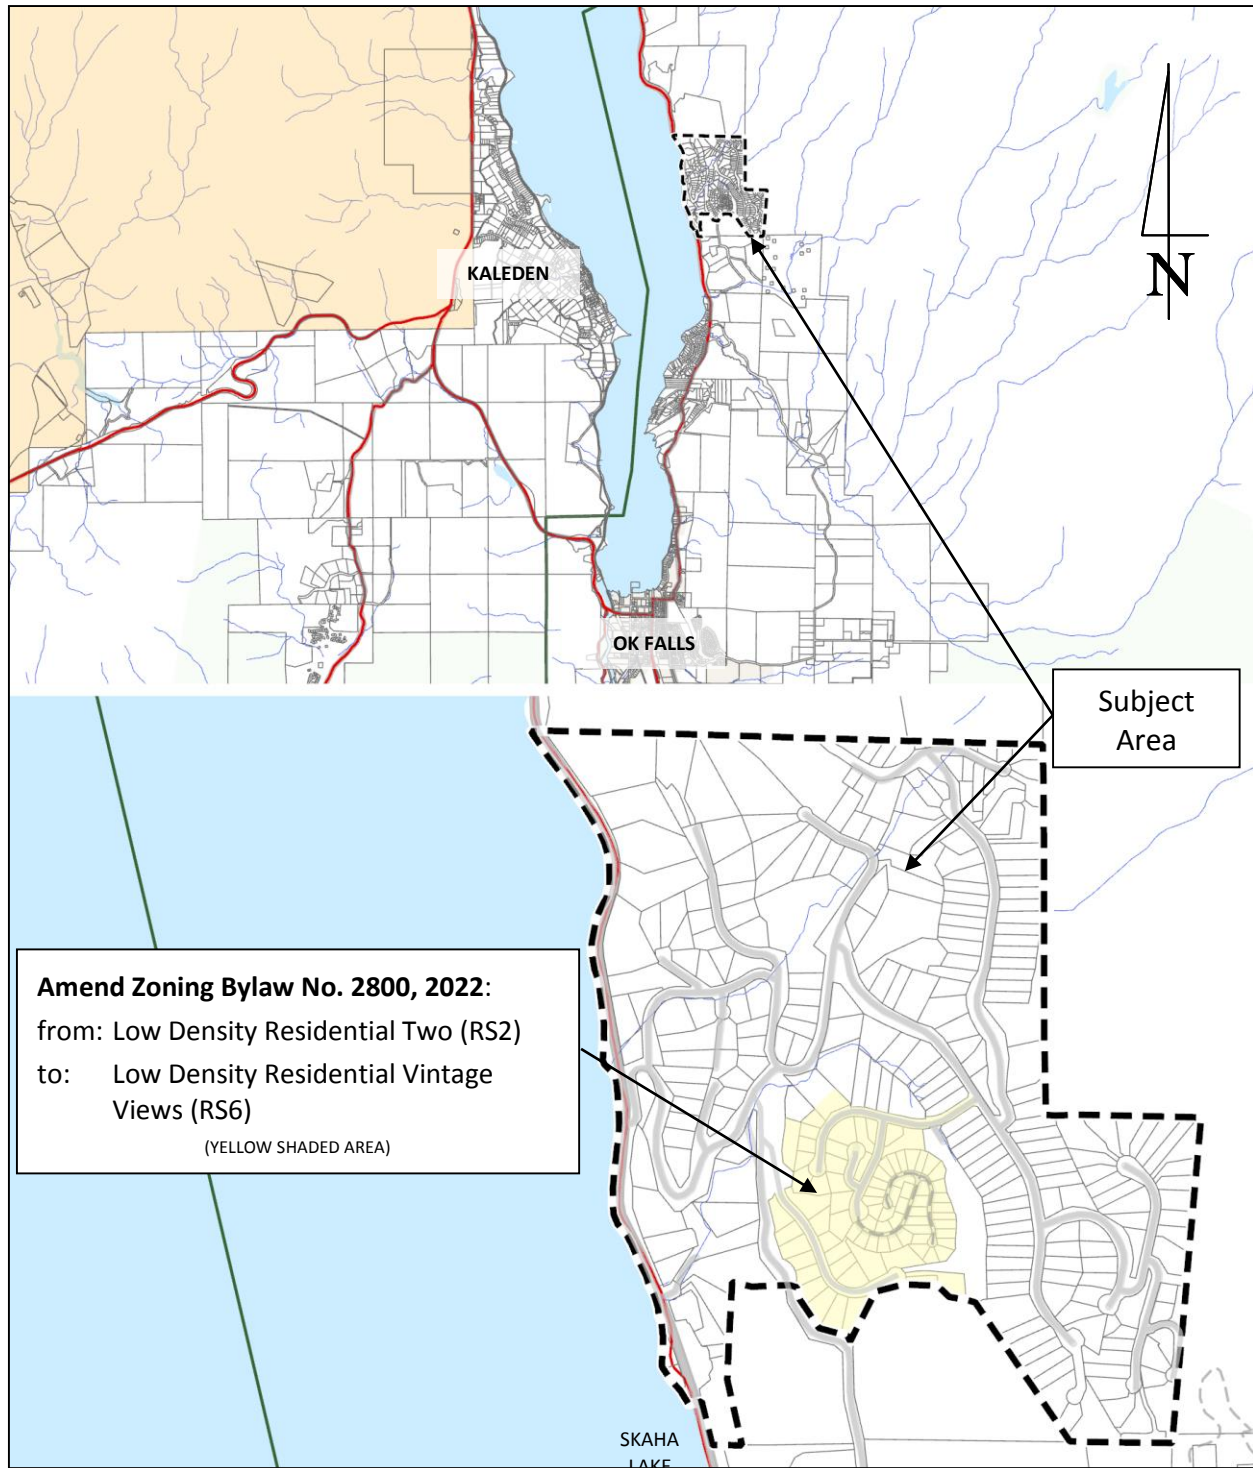 KALEDEN
N
OK FALLS
Subject
Area
Amend Zoning Bylaw No. 2800, 2022:
from: Low Density Residential Two (RS2)
to: Low Density Residential Vintage
Views (RS6)
(YELLOW SHADED AREA)
SKAHA
LAKE